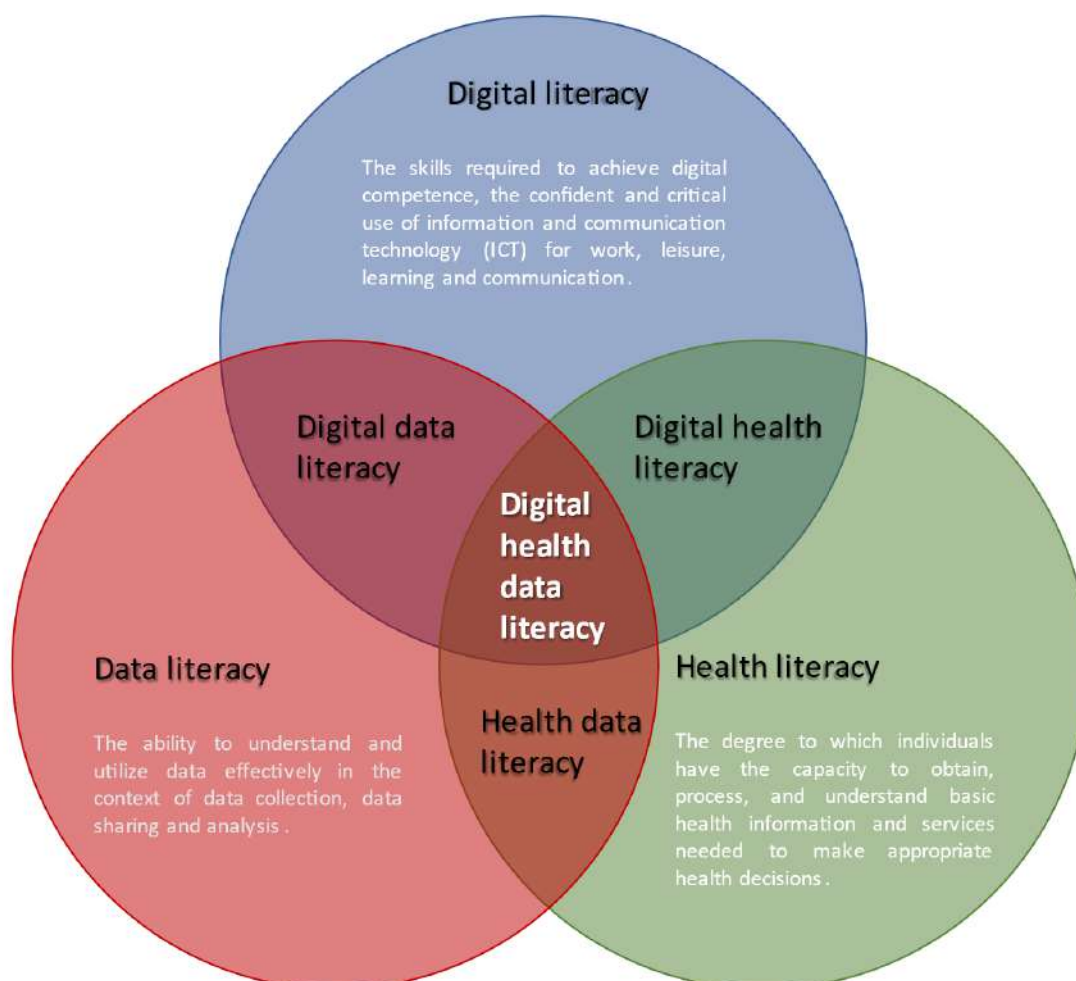 Digital literacy
The skills required to achieve digital
competence, the confident and critical
use of information and communication
technology (ICT) for work, leisure,
learning and communication.
Digital data
literacy
Digital health
literacy
Digital
health
data
literacy
Data literacy
The ability to understand and
utilize data effectively in the
context of data collection, data
sharing and analysis.
Health data
literacy
Health literacy
The degree to which individuals
have the capacity to obtain,
process, and understand basic
health information and services
needed to make appropriate
health decisions.